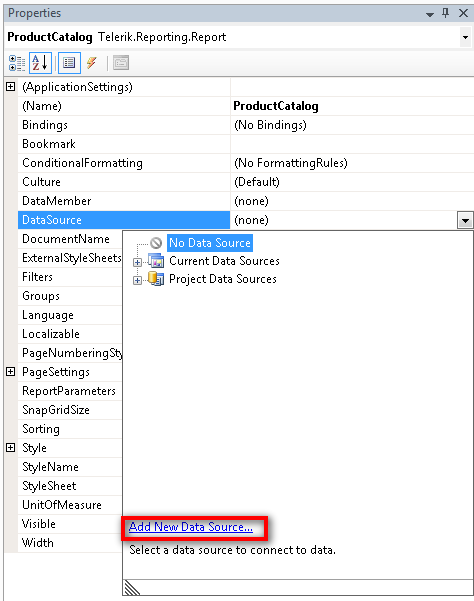 Properties
ProductCatalog Telerik.Reporting.Report
(ApplicationSettings)
(Name) ProductCatalog
Bindings (No Bindings)
Bookmark
ConditionalFormatting (No FormattingRules)
Culture (Default)
DataMember (none)
DataSource (none)
DocumentName No Data Source
ExternalStyleSheets Current Data Sources
Filters Project Data Sources
Groups
Language
Localizable
PageNumberingSty
PageSettings
ReportParameters
SnapGridSize
Sorting
Style
StyleName
StyleSheet
UnitOfMeasure
Visible Add New Data Source...
Width Select a data source to connect to data.